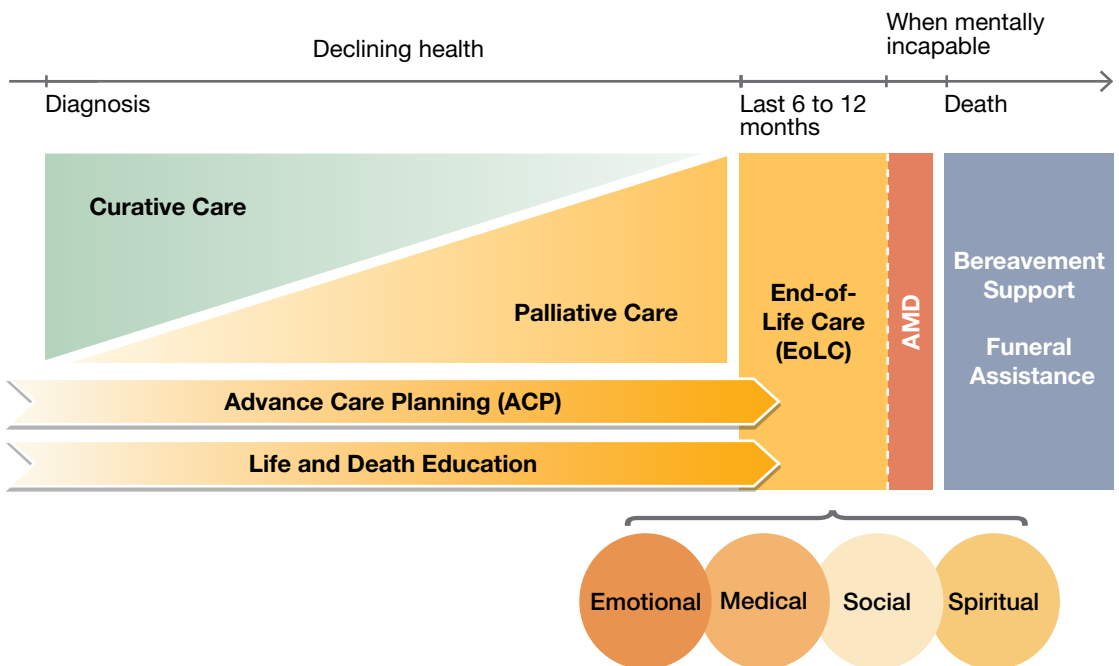 Declining health
When mentally
incapable
Diagnosis
Last 6 to 12
months
Death
Curative Care
Palliative Care
End-of-
Life Care
(EoLC)
AMD
Bereavement
Support
Funeral
Assistance
Advance Care Planning (ACP)
Life and Death Education
Emotional
Medical
Social
Spiritual